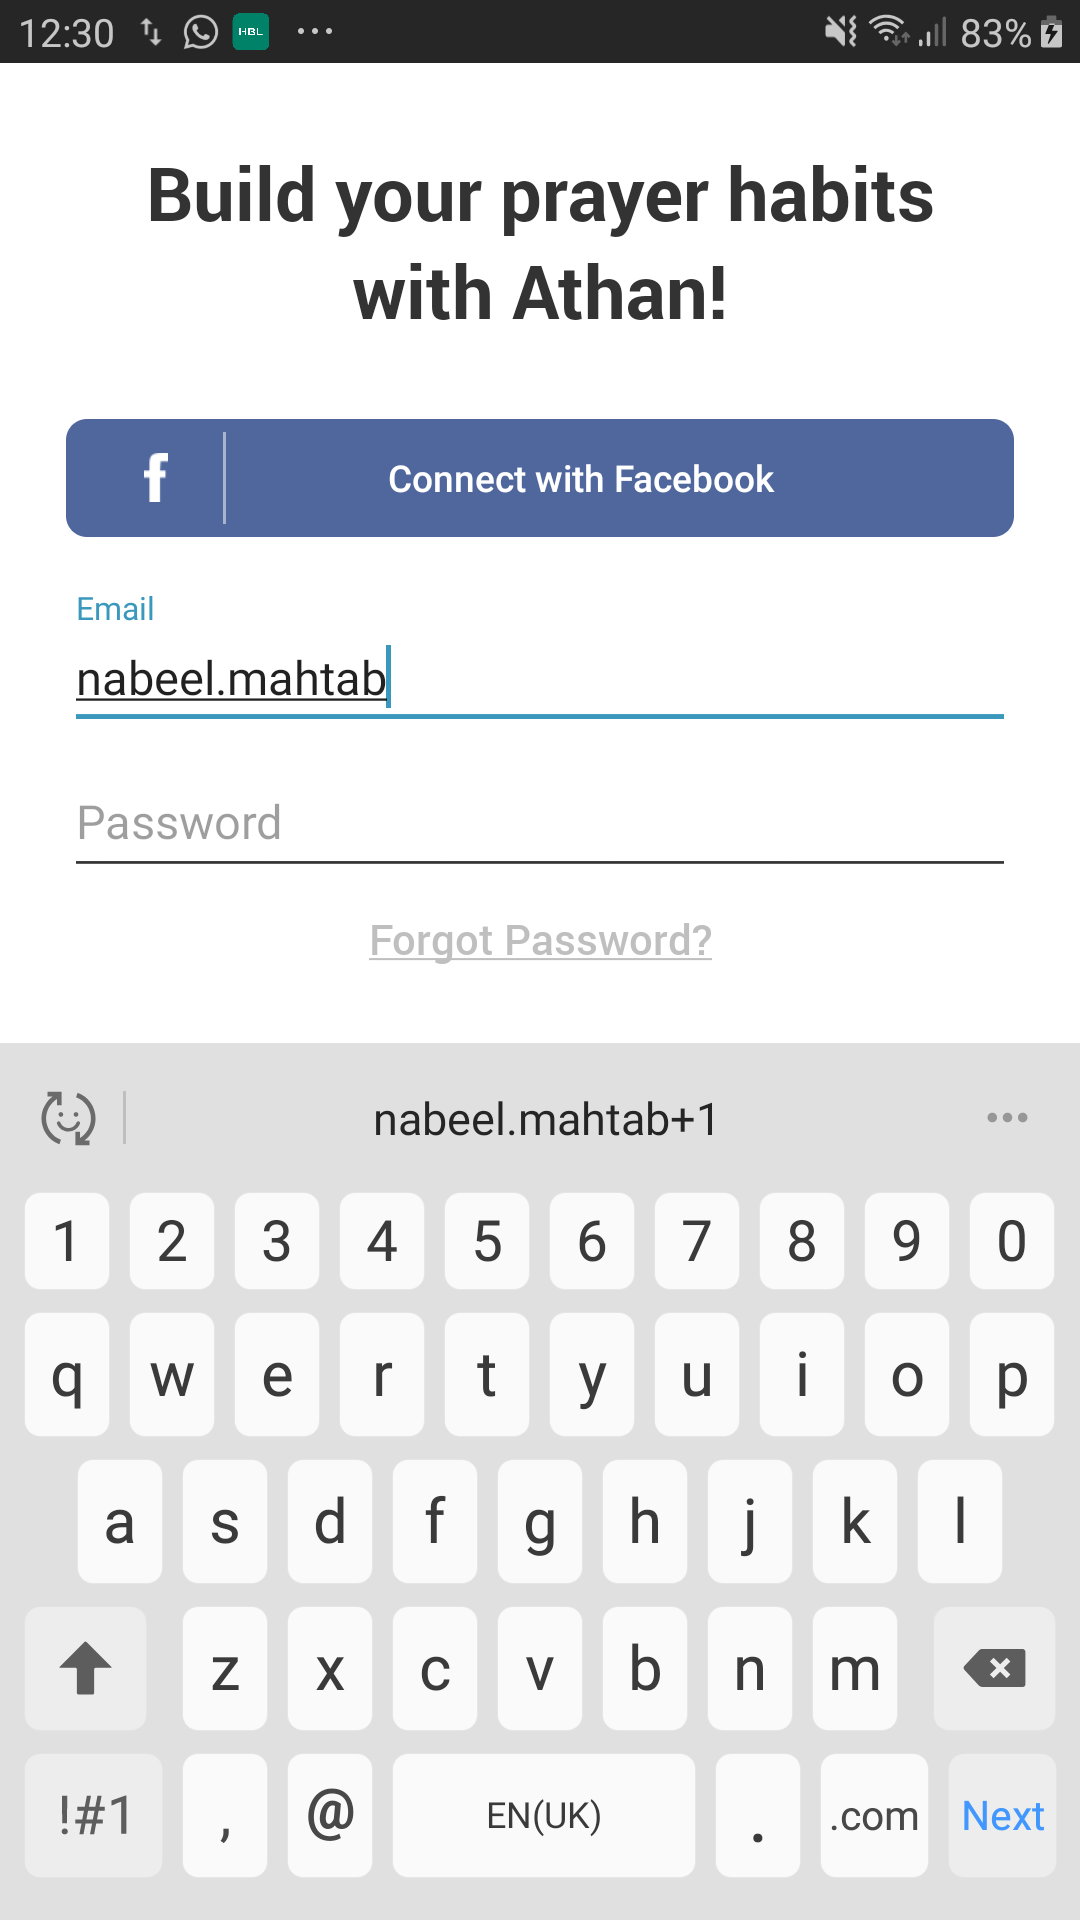 12:30 HBL 83%
Build your prayer habits
with Athan!
f Connect with Facebook
Email
nabeel.mahtab
Password
Forgot Password?
nabeel.mahtab+1
1 2 3 4 5 6 7 8 9 0
q w e r t y u i o p
a s d f g h j k l
z x c v b n m
!#1 , @ EN(UK) . .com Next